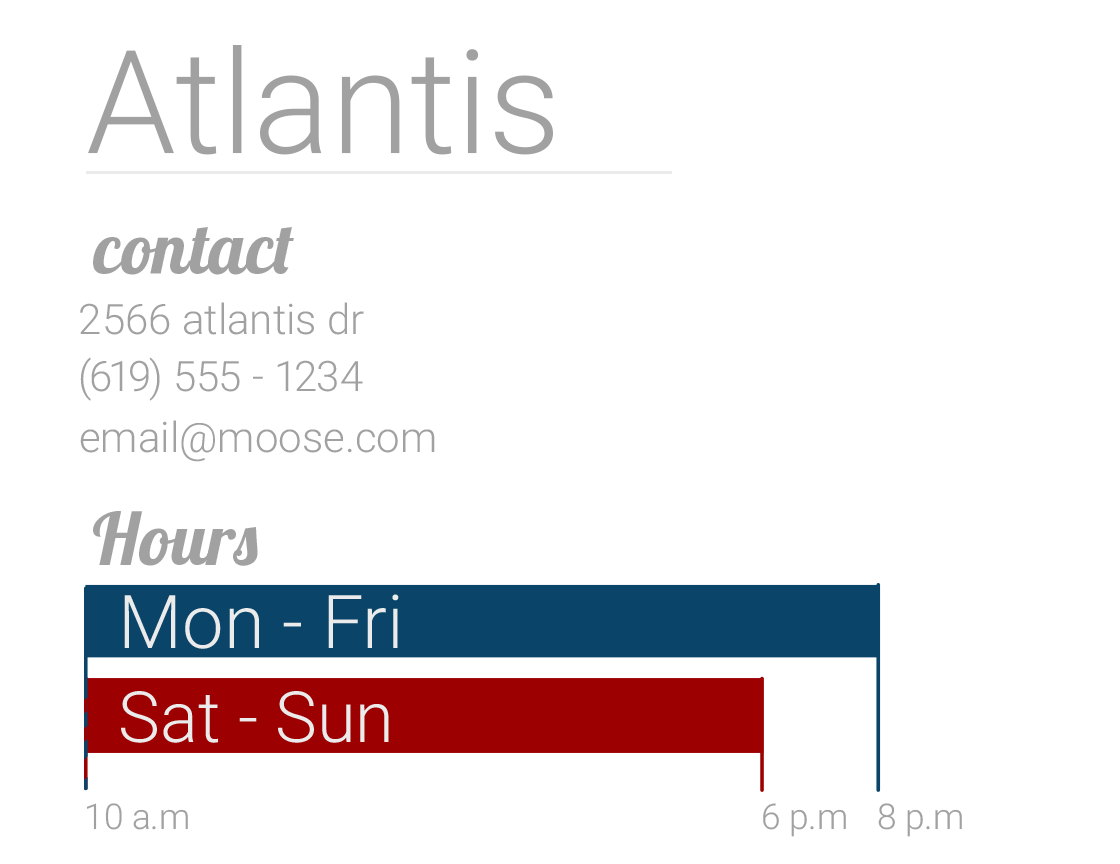 Atlantis
contact
2566 atlantis dr
(619) 555 - 1234
email@moose.com
Hours
Mon - Fri
Sat - Sun
10 a.m 6 p.m 8 p.m